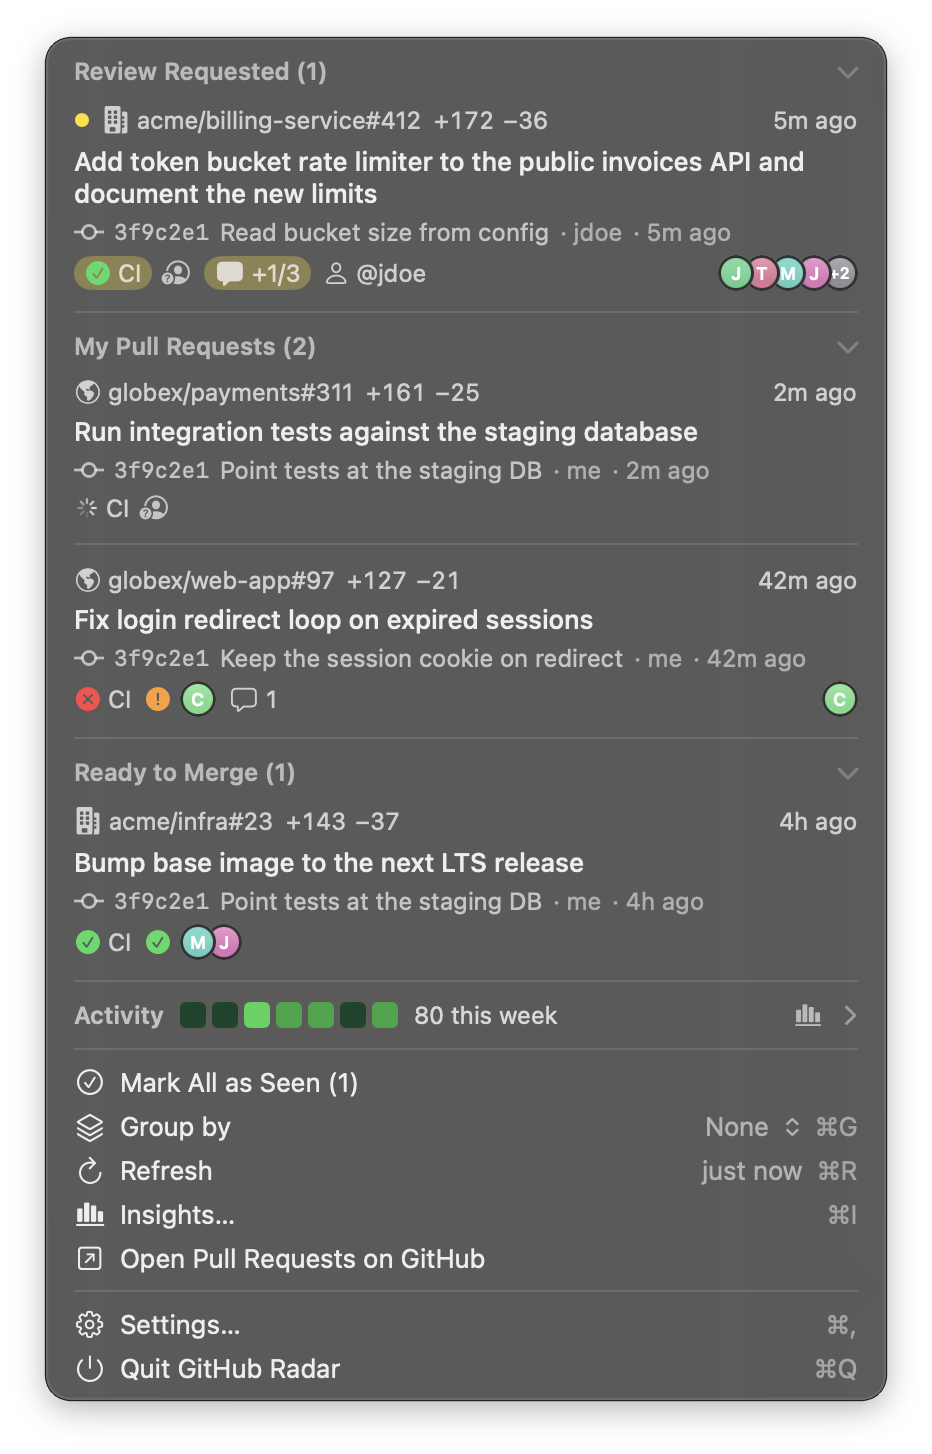 Review Requested (1)
acme/billing-service#412 +172 −36 5m ago
Add token bucket rate limiter to the public invoices API and
document the new limits
3f9c2e1 Read bucket size from config · jdoe · 5m ago
CI +1/3 @jdoe J T M J +2
My Pull Requests (2)
globex/payments#311 +161 −25 2m ago
Run integration tests against the staging database
3f9c2e1 Point tests at the staging DB · me · 2m ago
CI
globex/web-app#97 +127 −21 42m ago
Fix login redirect loop on expired sessions
3f9c2e1 Keep the session cookie on redirect · me · 42m ago
CI C 1 C
Ready to Merge (1)
acme/infra#23 +143 −37 4h ago
Bump base image to the next LTS release
3f9c2e1 Point tests at the staging DB · me · 4h ago
CI M J
Activity 80 this week
Mark All as Seen (1)
Group by None ⌘G
Refresh just now ⌘R
Insights... ⌘I
Open Pull Requests on GitHub
Settings... ⌘,
Quit GitHub Radar ⌘Q